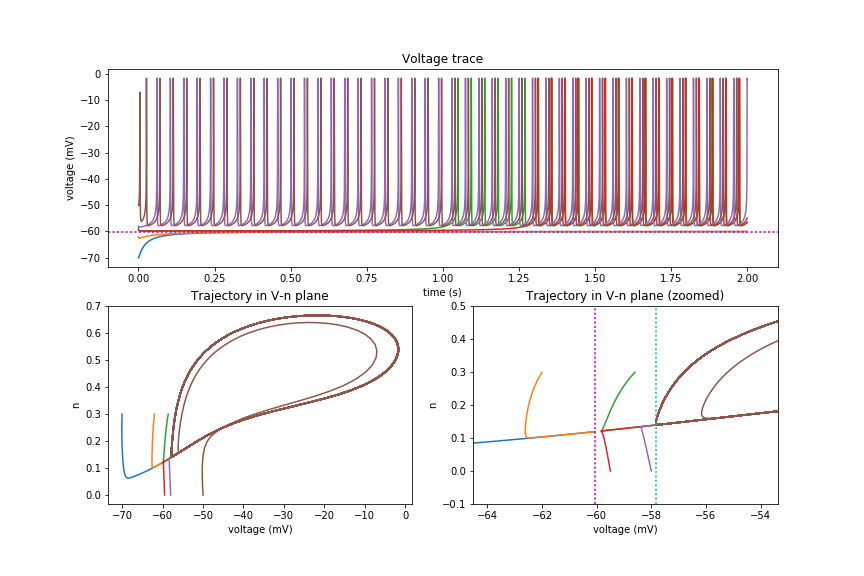 Voltage trace
0
−10
−20
−30
−40
−50
−60
−70
voltage (mV)
0.00 0.25 0.50 0.75 1.00 1.25 1.50 1.75 2.00
time (s)
Trajectory in V-n plane
0.7
0.6
0.5
0.4
0.3
0.2
0.1
0.0
n
−70 −60 −50 −40 −30 −20 −10 0
voltage (mV)
Trajectory in V-n plane (zoomed)
0.5
0.4
0.3
0.2
0.1
0.0
−0.1
n
−64 −62 −60 −58 −56 −54
voltage (mV)